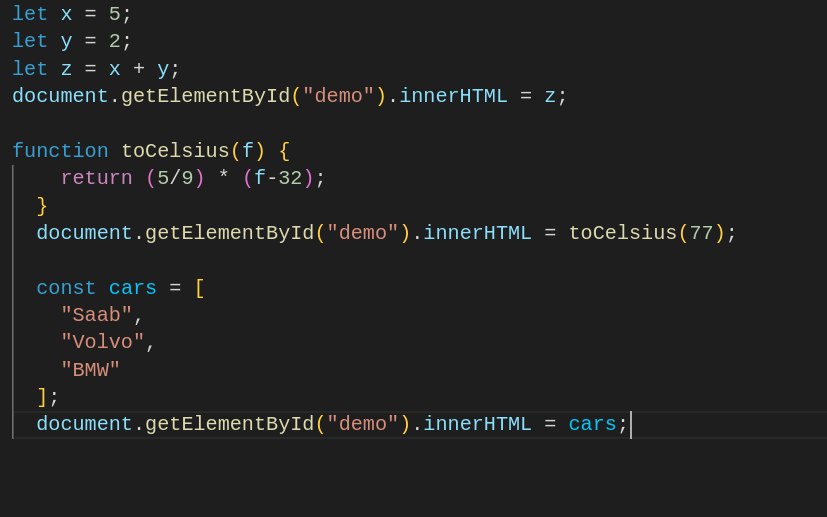 let x = 5;
let y = 2;
let z = x + y;
document.getElementById("demo").innerHTML = z;

function toCelsius(f) {
    return (5/9) * (f-32);
  }
  document.getElementById("demo").innerHTML = toCelsius(77);

  const cars = [
    "Saab",
    "Volvo",
    "BMW"
  ];
  document.getElementById("demo").innerHTML = cars;